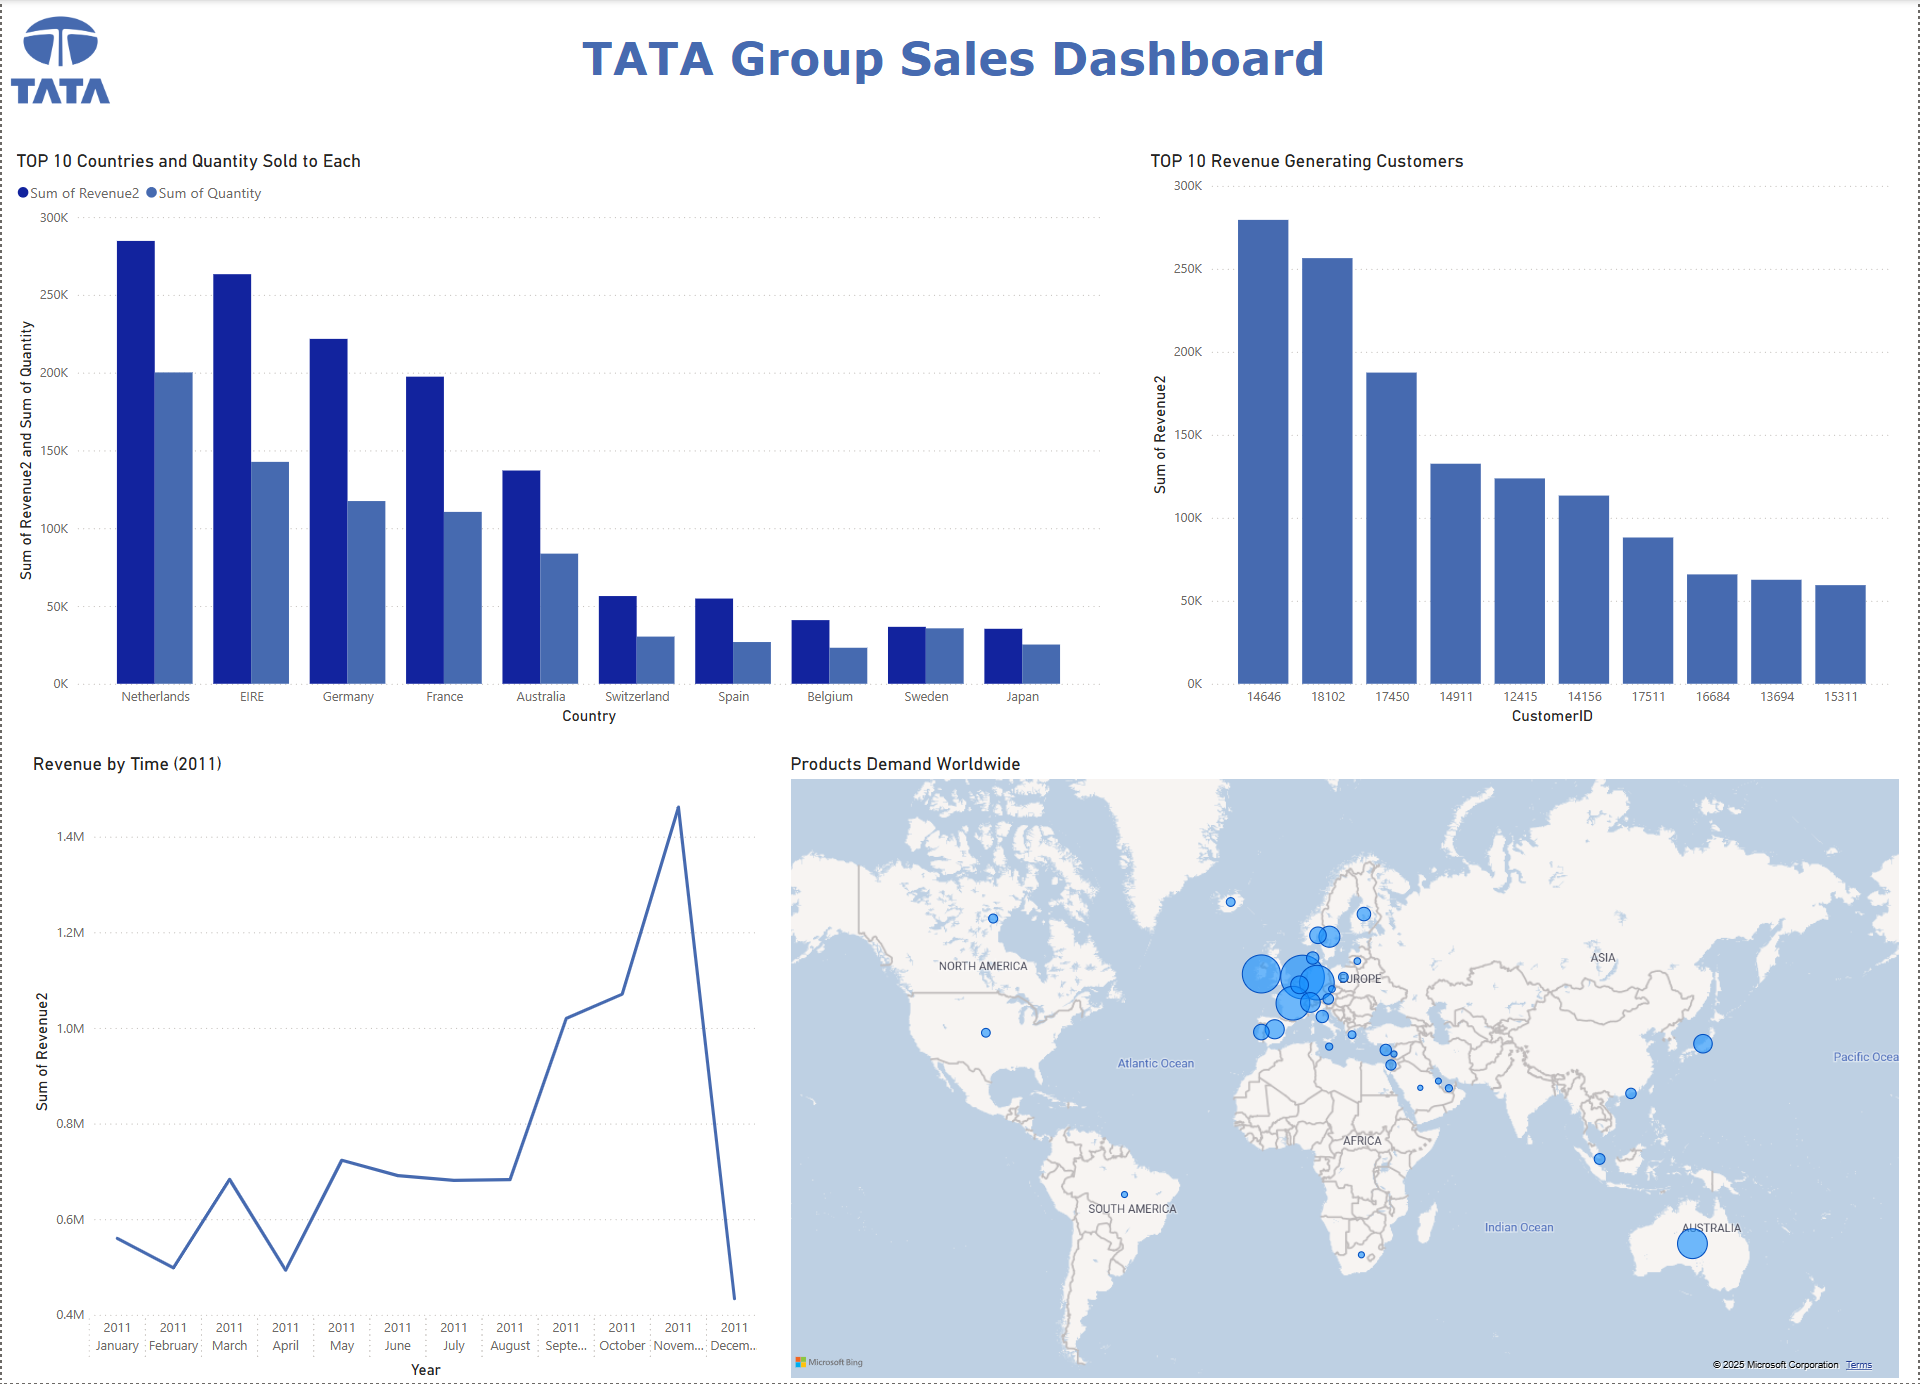 TATA
TATA Group Sales Dashboard
TOP 10 Countries and Quantity Sold to Each
Sum of Revenue2 Sum of Quantity
Sum of Revenue2 and Sum of Quantity
300K
250K
200K
150K
100K
50K
0K
Netherlands EIRE Germany France Australia Switzerland Spain Belgium Sweden Japan
Country
TOP 10 Revenue Generating Customers
Sum of Revenue2
300K
250K
200K
150K
100K
50K
0K
14646 18102 17450 14911 12415 14156 17511 16684 13694 15311
CustomerID
Revenue by Time (2011)
Sum of Revenue2
1.4M
1.2M
1.0M
0.8M
0.6M
0.4M
2011 2011 2011 2011 2011 2011 2011 2011 2011 2011 2011 2011
January February March April May June July August Septe... October Novem... Decem...
Year
Products Demand Worldwide
NORTH AMERICA
EUROPE
ASIA
Atlantic Ocean
Pacific Ocea
AFRICA
SOUTH AMERICA
Indian Ocean
AUSTRALIA
Microsoft Bing
© 2025 Microsoft Corporation Terms